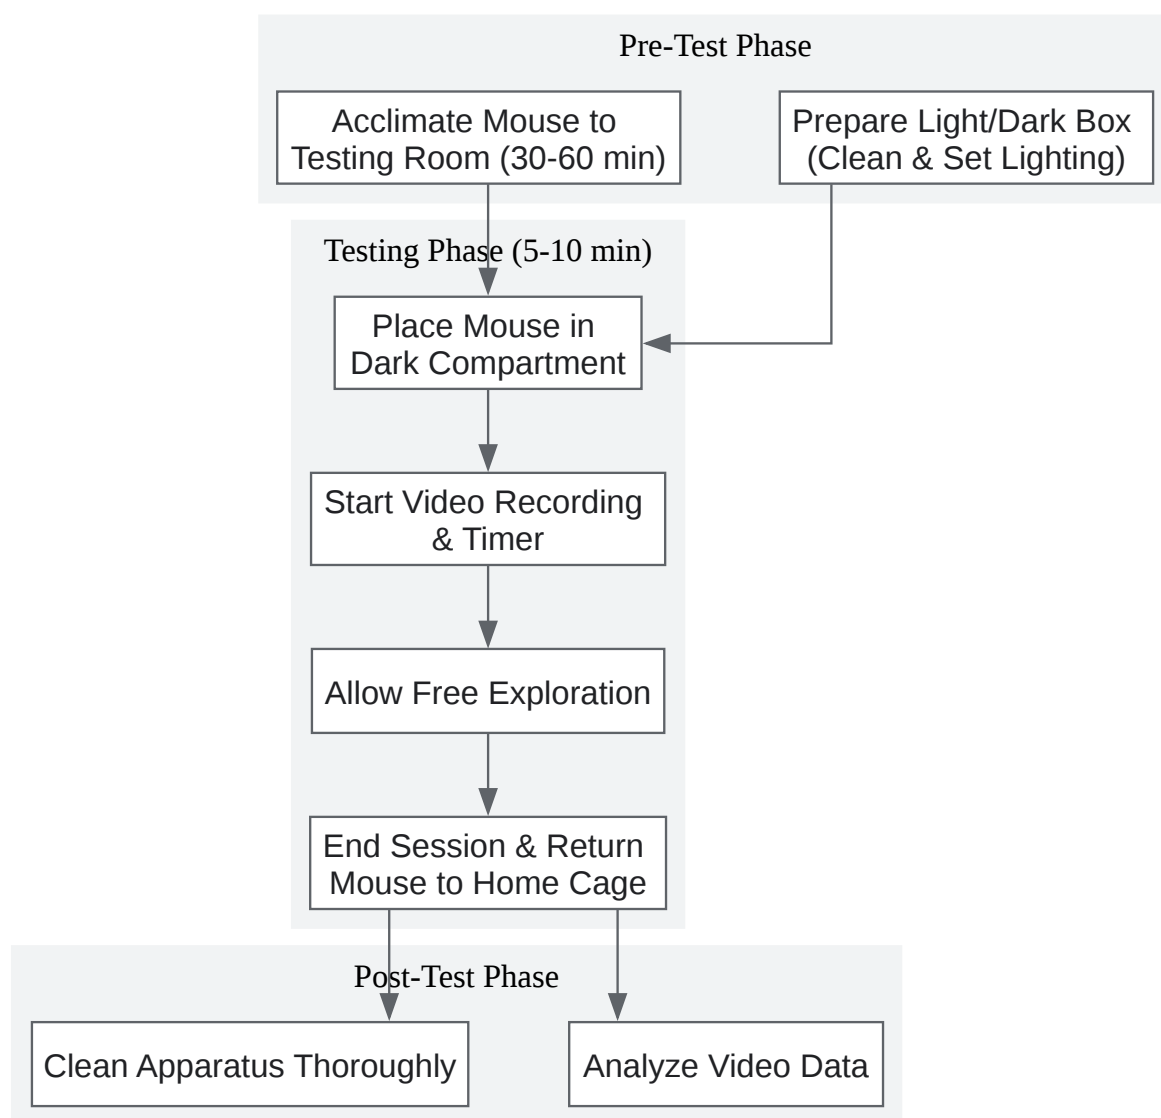 Pre-Test Phase
Acclimate Mouse to
Testing Room (30-60 min)
Prepare Light/Dark Box
(Clean & Set Lighting)
Testing Phase (5-10 min)
Place Mouse in
Dark Compartment
Start Video Recording
& Timer
Allow Free Exploration
End Session & Return
Mouse to Home Cage
Post-Test Phase
Clean Apparatus Thoroughly
Analyze Video Data